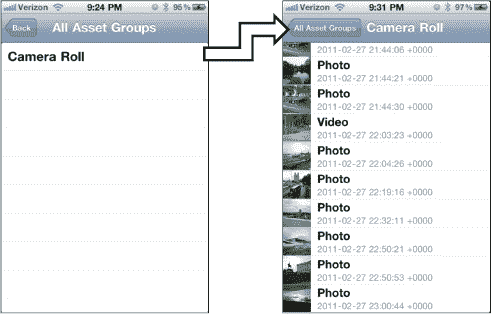 Verizon 9:24 PM 95%
Back All Asset Groups
Camera Roll
Verizon 9:31 PM 97%
All Asset Groups Camera Roll
2011-02-27 21:44:06 +0000
Photo
2011-02-27 21:44:21 +0000
Photo
2011-02-27 21:44:30 +0000
Video
2011-02-27 22:03:23 +0000
Photo
2011-02-27 22:04:26 +0000
Photo
2011-02-27 22:19:16 +0000
Photo
2011-02-27 22:32:11 +0000
Photo
2011-02-27 22:50:21 +0000
Photo
2011-02-27 22:50:53 +0000
Photo
2011-02-27 23:00:44 +0000